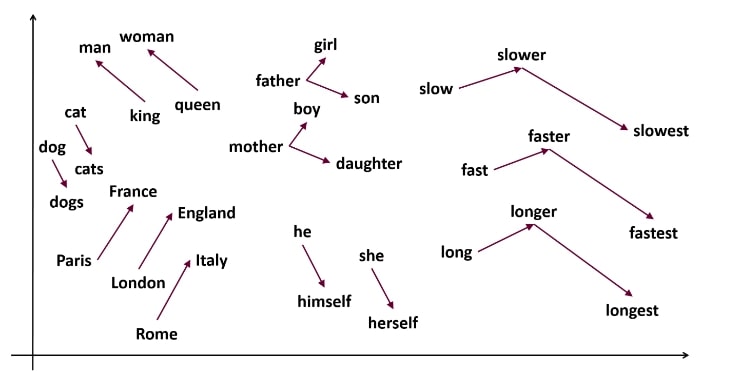 man
woman
king
queen
cat
cats
dog
dogs
France
Paris
England
London
Italy
Rome
girl
father
son
boy
mother
daughter
he
himself
she
herself
slower
slow
slowest
faster
fast
fastest
longer
long
longest